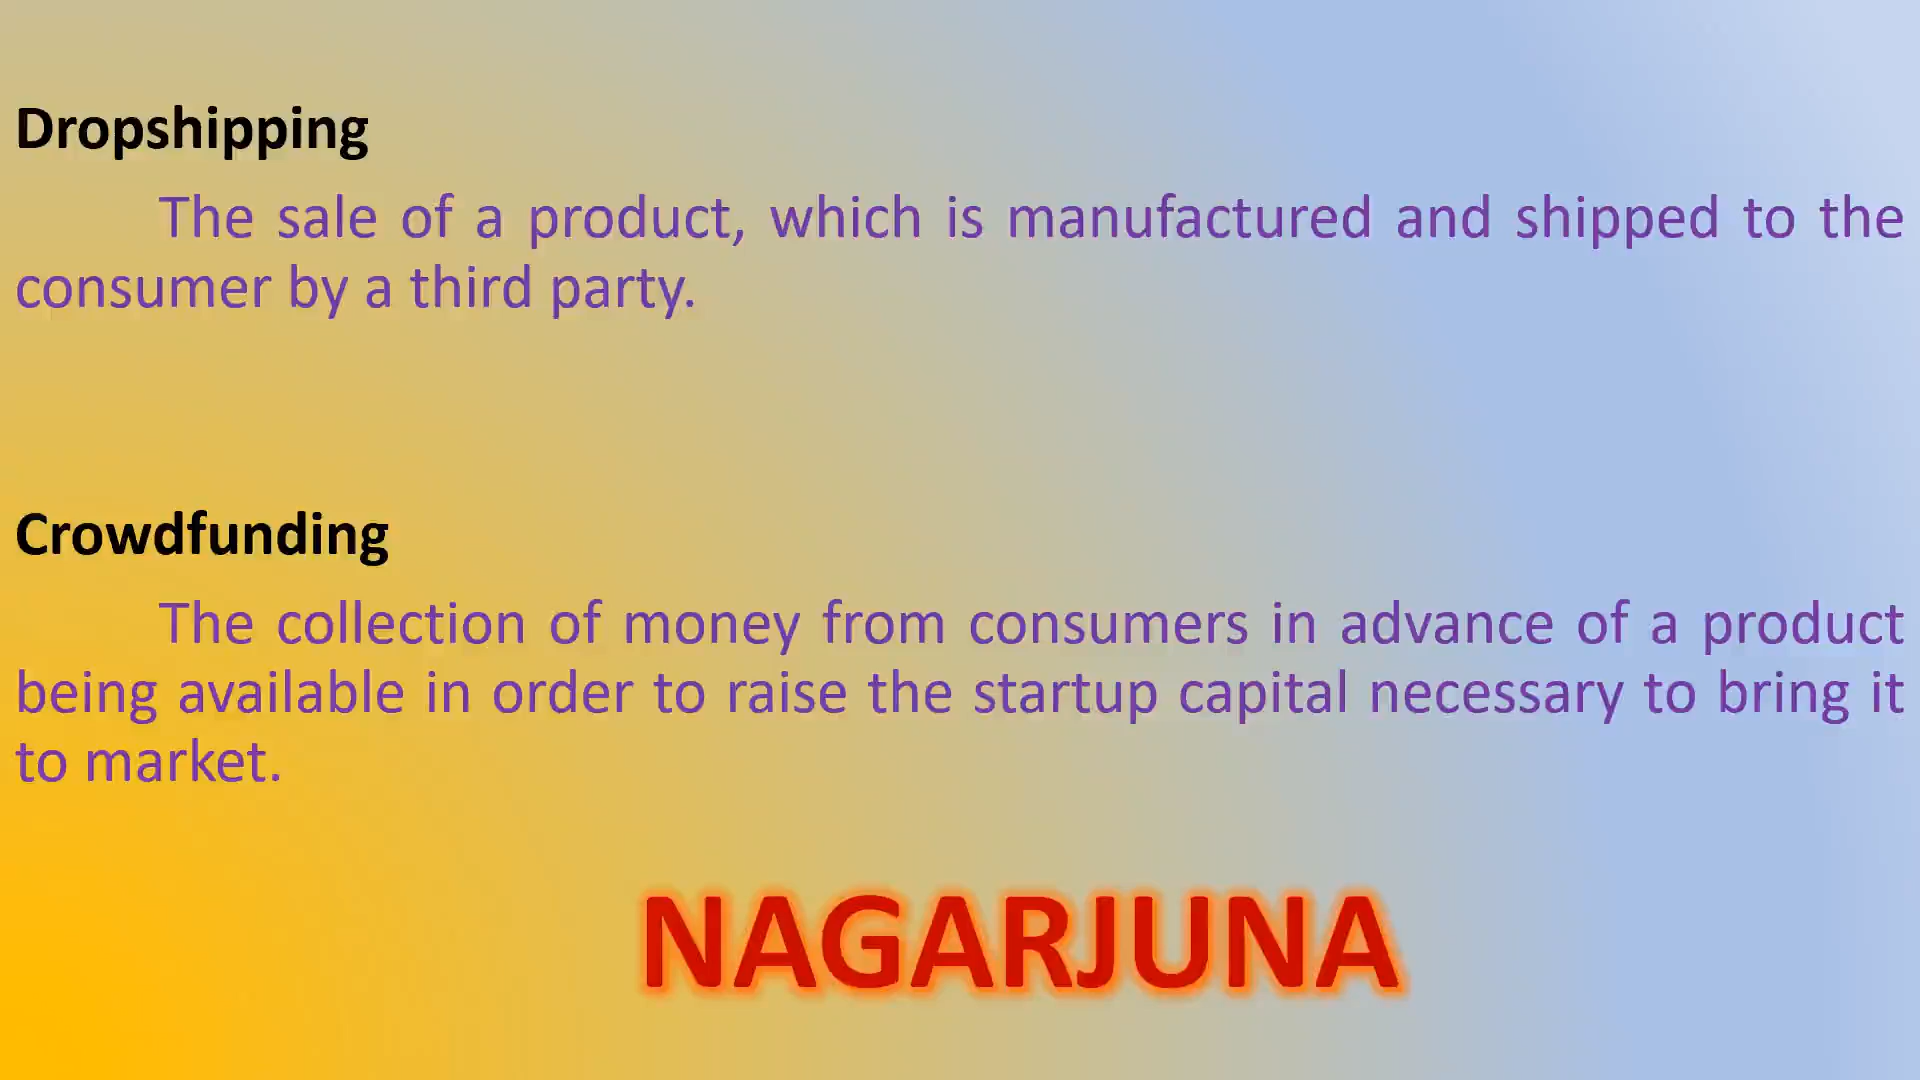 Dropshipping
The sale of a product, which is manufactured and shipped to the
consumer by a third party.
Crowdfunding
The collection of money from consumers in advance of a product
being available in order to raise the startup capital necessary to bring it
to market.
NAGARJUNA